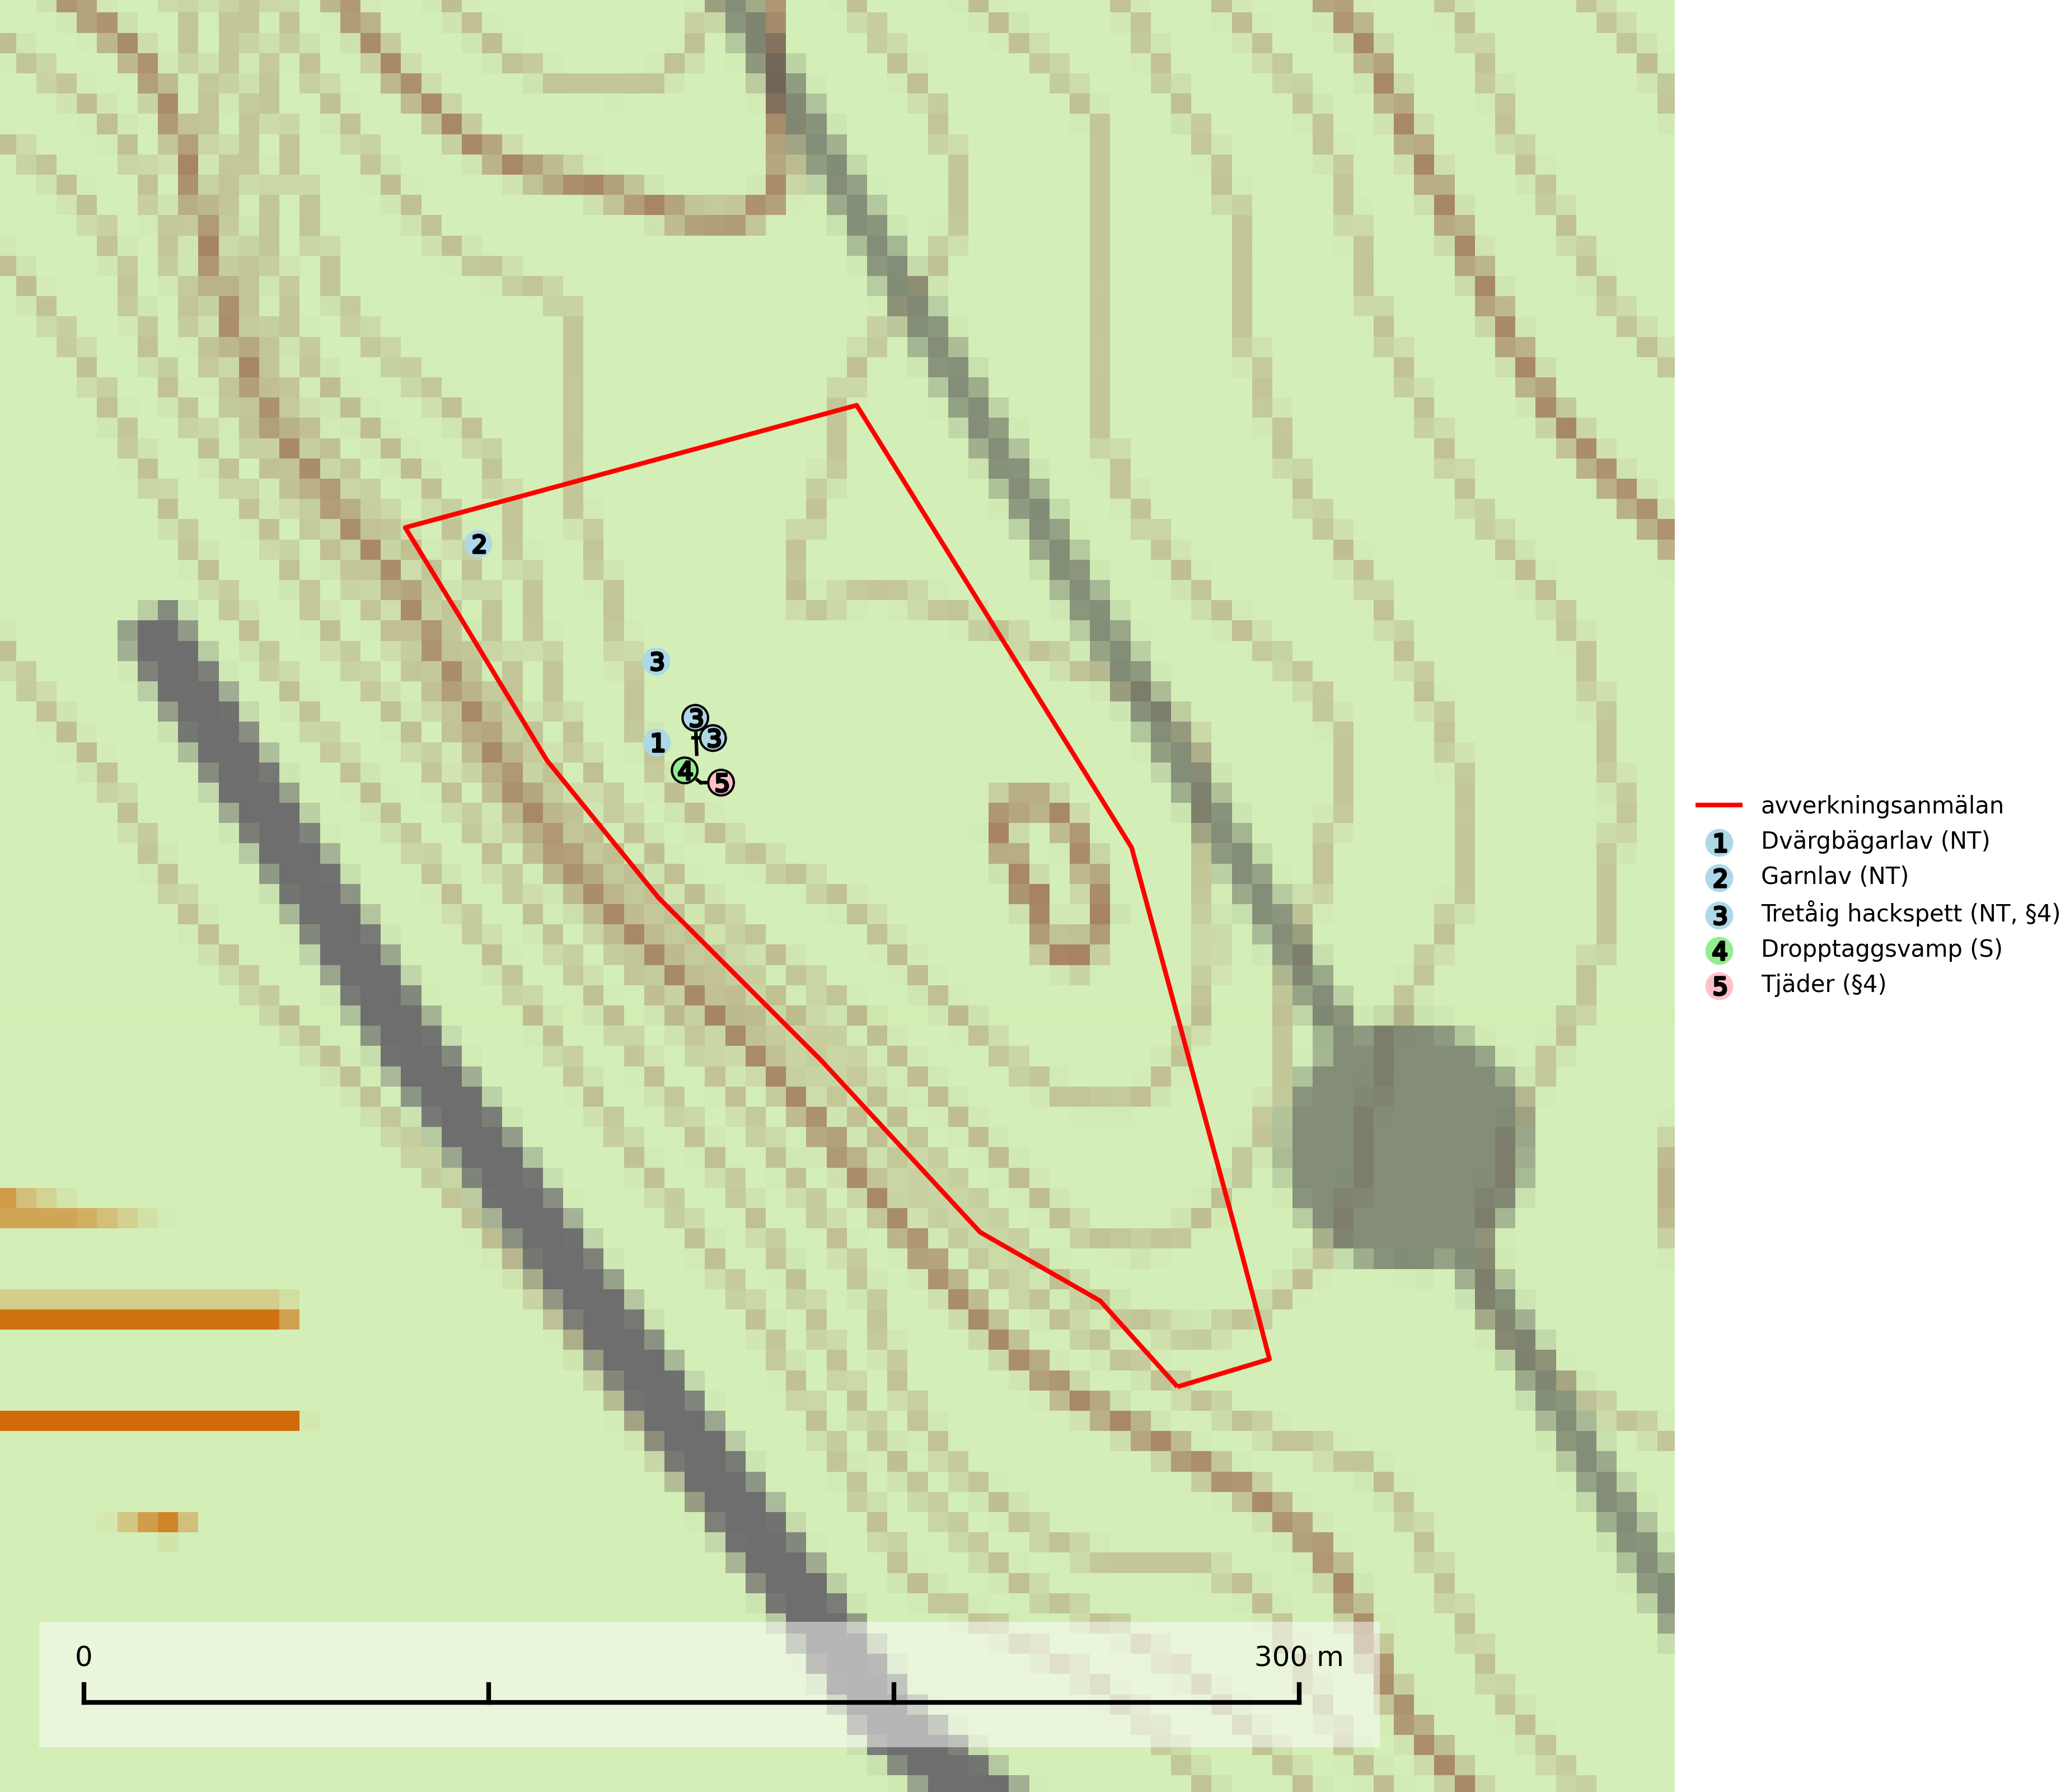 2
3
3
3
1
4
5
avverkningsanmälan
1 Dvärgbägarlav (NT)
2 Garnlav (NT)
3 Tretåig hackspett (NT, §4)
4 Dropptaggsvamp (S)
5 Tjäder (§4)
0 300 m